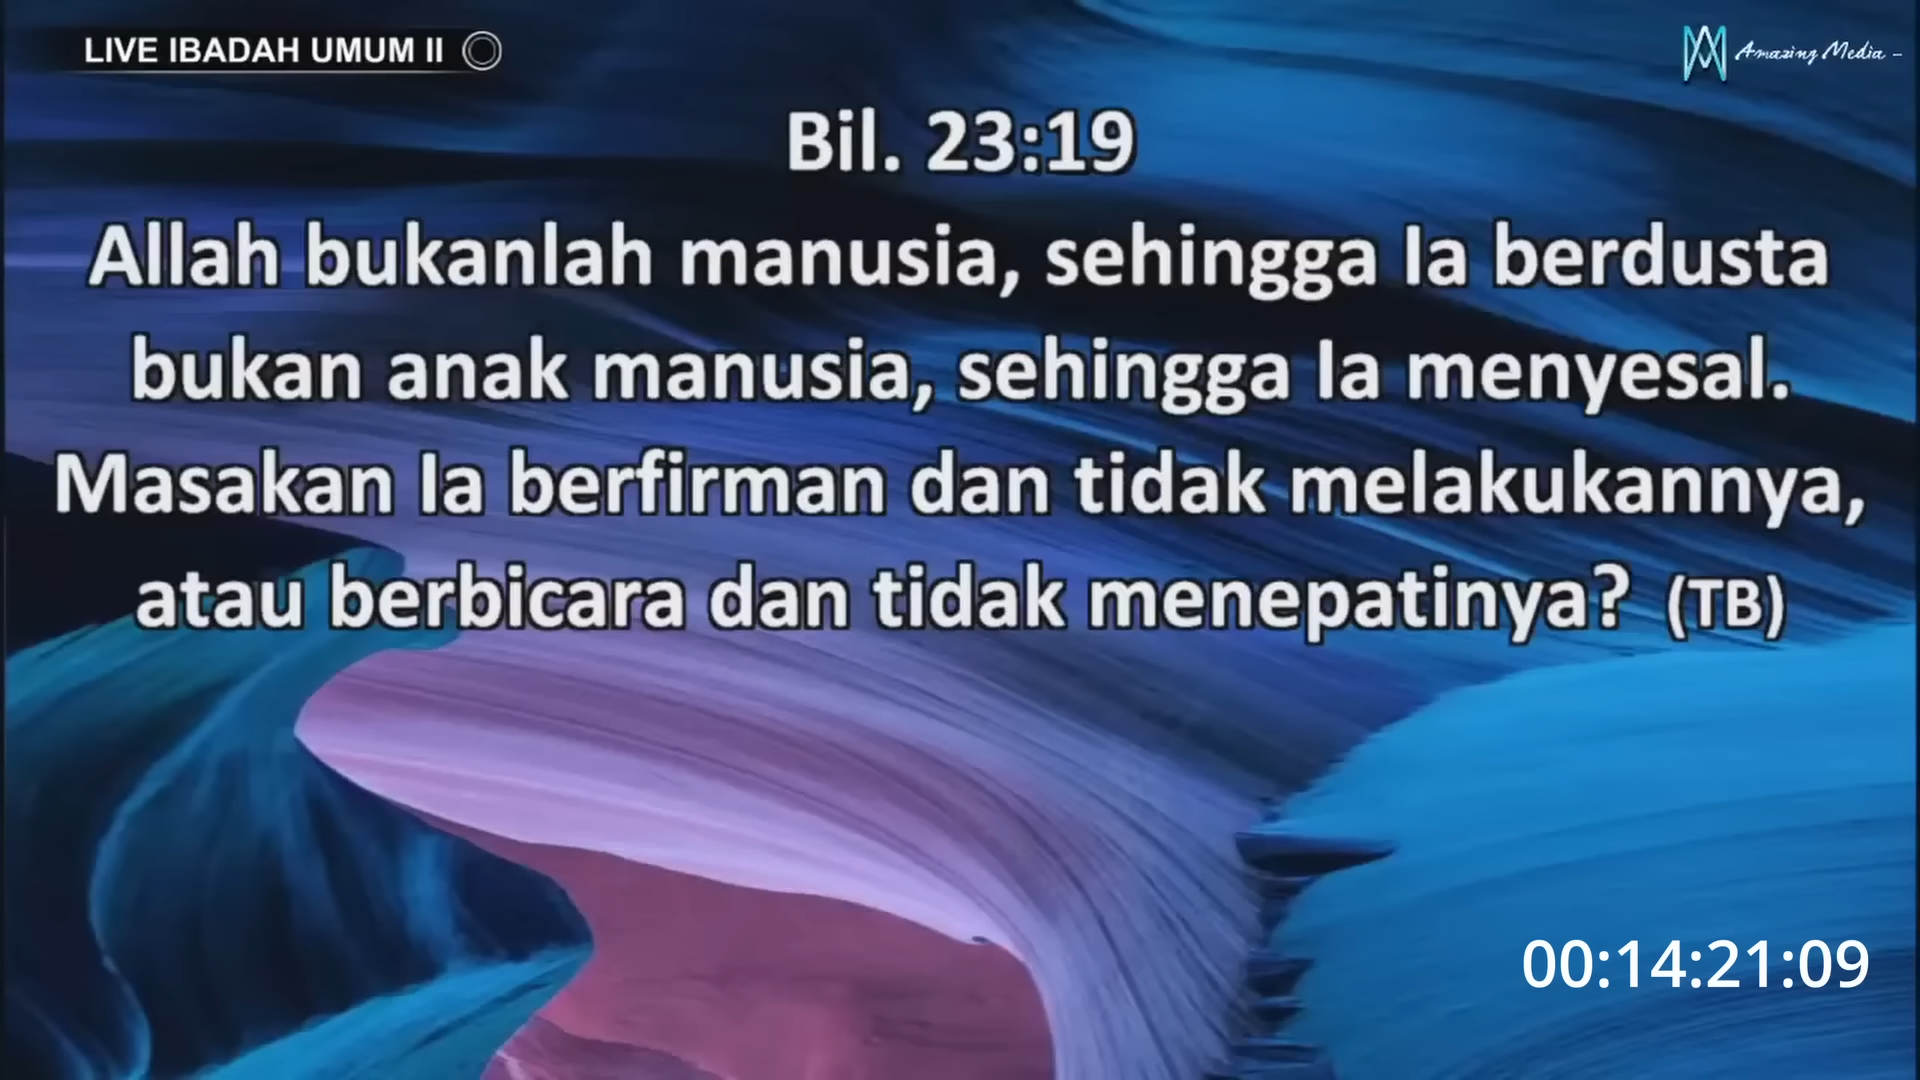 LIVE IBADAH UMUM II
Amazing Media -
Bil. 23:19
Allah bukanlah manusia, sehingga Ia berdusta
bukan anak manusia, sehingga Ia menyesal.
Masakan Ia berfirman dan tidak melakukannya,
atau berbicara dan tidak menepatinya? (TB)
00:14:21:09